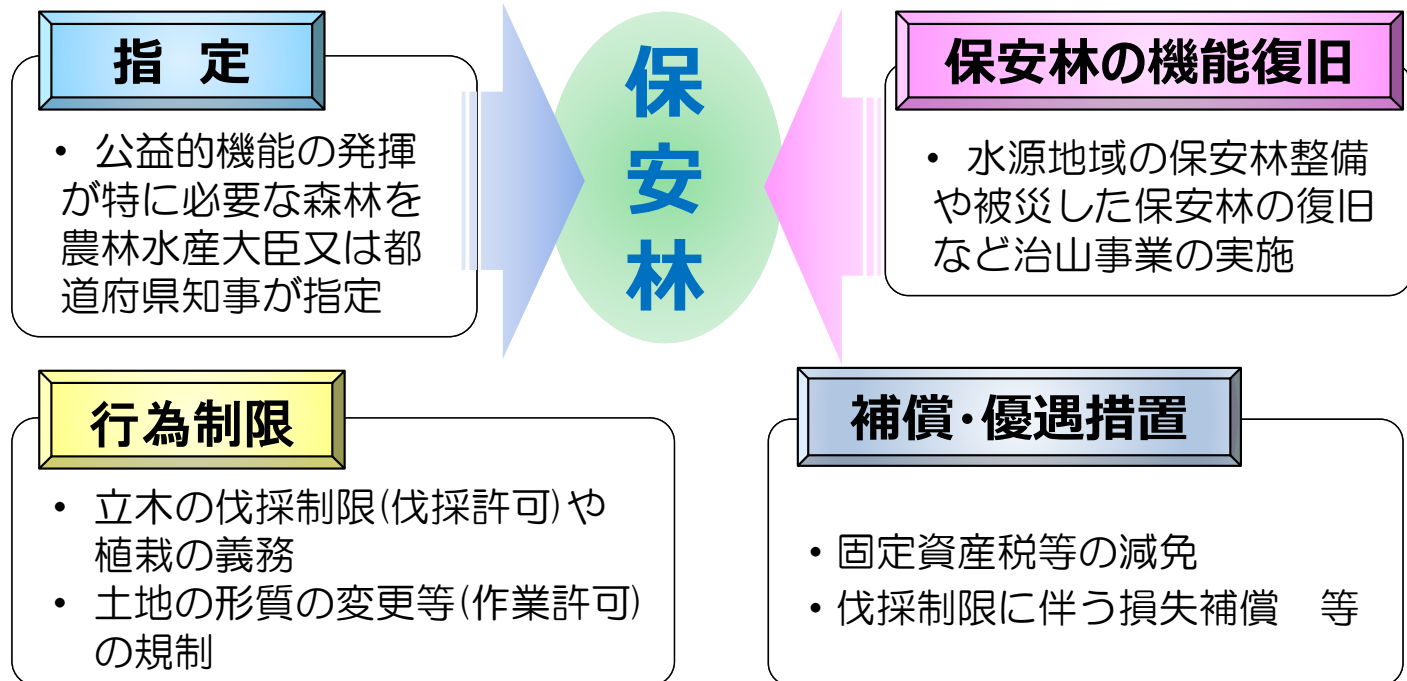 指 定
・ 公益的機能の発揮
が特に必要な森林を
農林水産大臣又は都
道府県知事が指定
保
安
林
保安林の機能復旧
・ 水源地域の保安林整備
や被災した保安林の復旧
など治山事業の実施
行為制限
・ 立木の伐採制限(伐採許可)や
植栽の義務
・ 土地の形質の変更等(作業許可)
の規制
補償・優遇措置
・固定資産税等の減免
・伐採制限に伴う損失補償　等